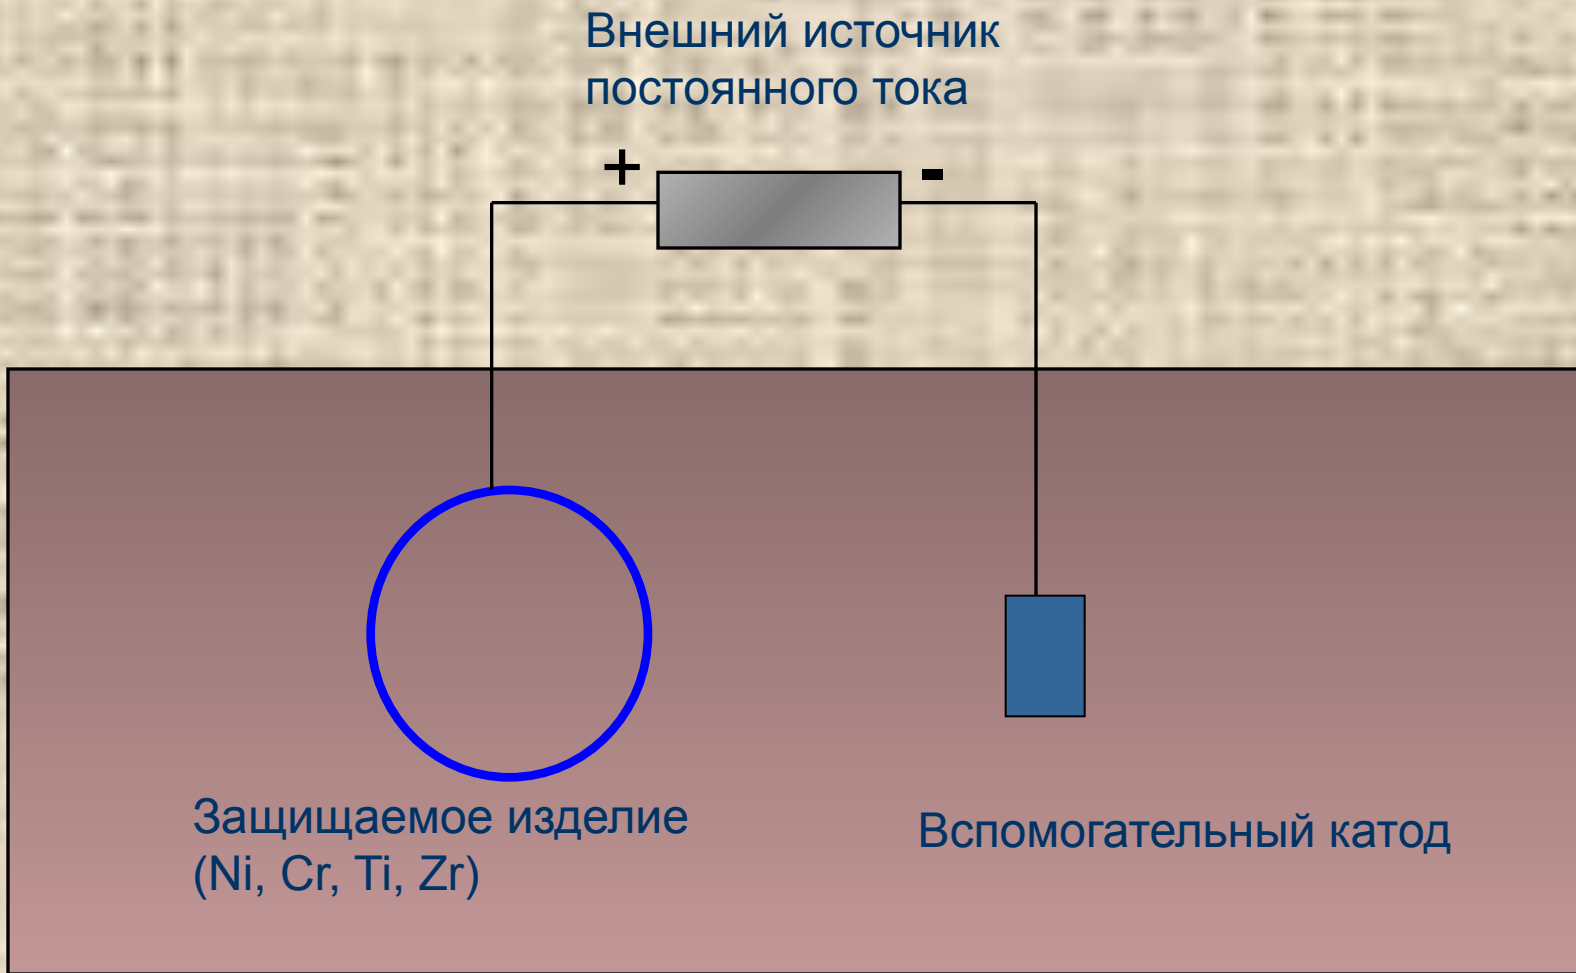 Внешний источник
постоянного тока
+ -
Защищаемое изделие
(Ni, Cr, Ti, Zr)
Вспомогательный катод